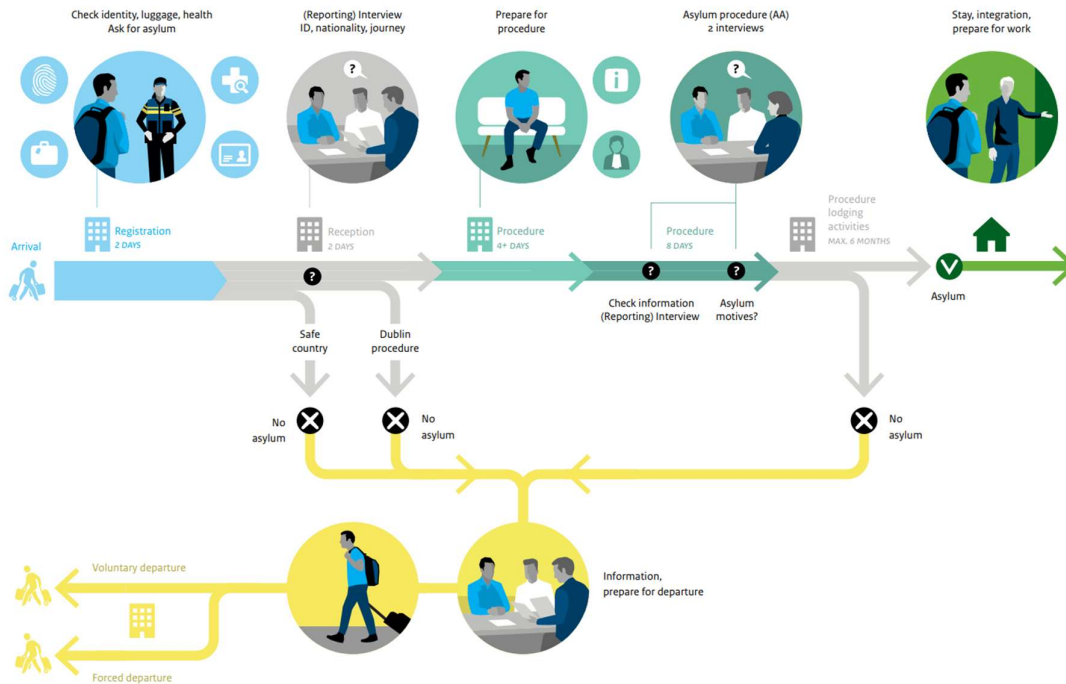 Check identity, luggage, health
Ask for asylum
(Reporting) Interview
ID, nationality, journey
Prepare for
procedure
Asylum procedure (AA)
2 interviews
Stay, integration,
prepare for work
?
i
?
Arrival
Registration
2 DAYS
Reception
2 DAYS
Procedure
4+ DAYS
Procedure
8 DAYS
Procedure
lodging
activities
MAX. 6 MONTHS
?
?
?
Asylum
Check information
(Reporting) Interview
Asylum
motives?
Safe
country
Dublin
procedure
No
asylum
No
asylum
No
asylum
Voluntary departure
Information,
prepare for departure
Forced departure